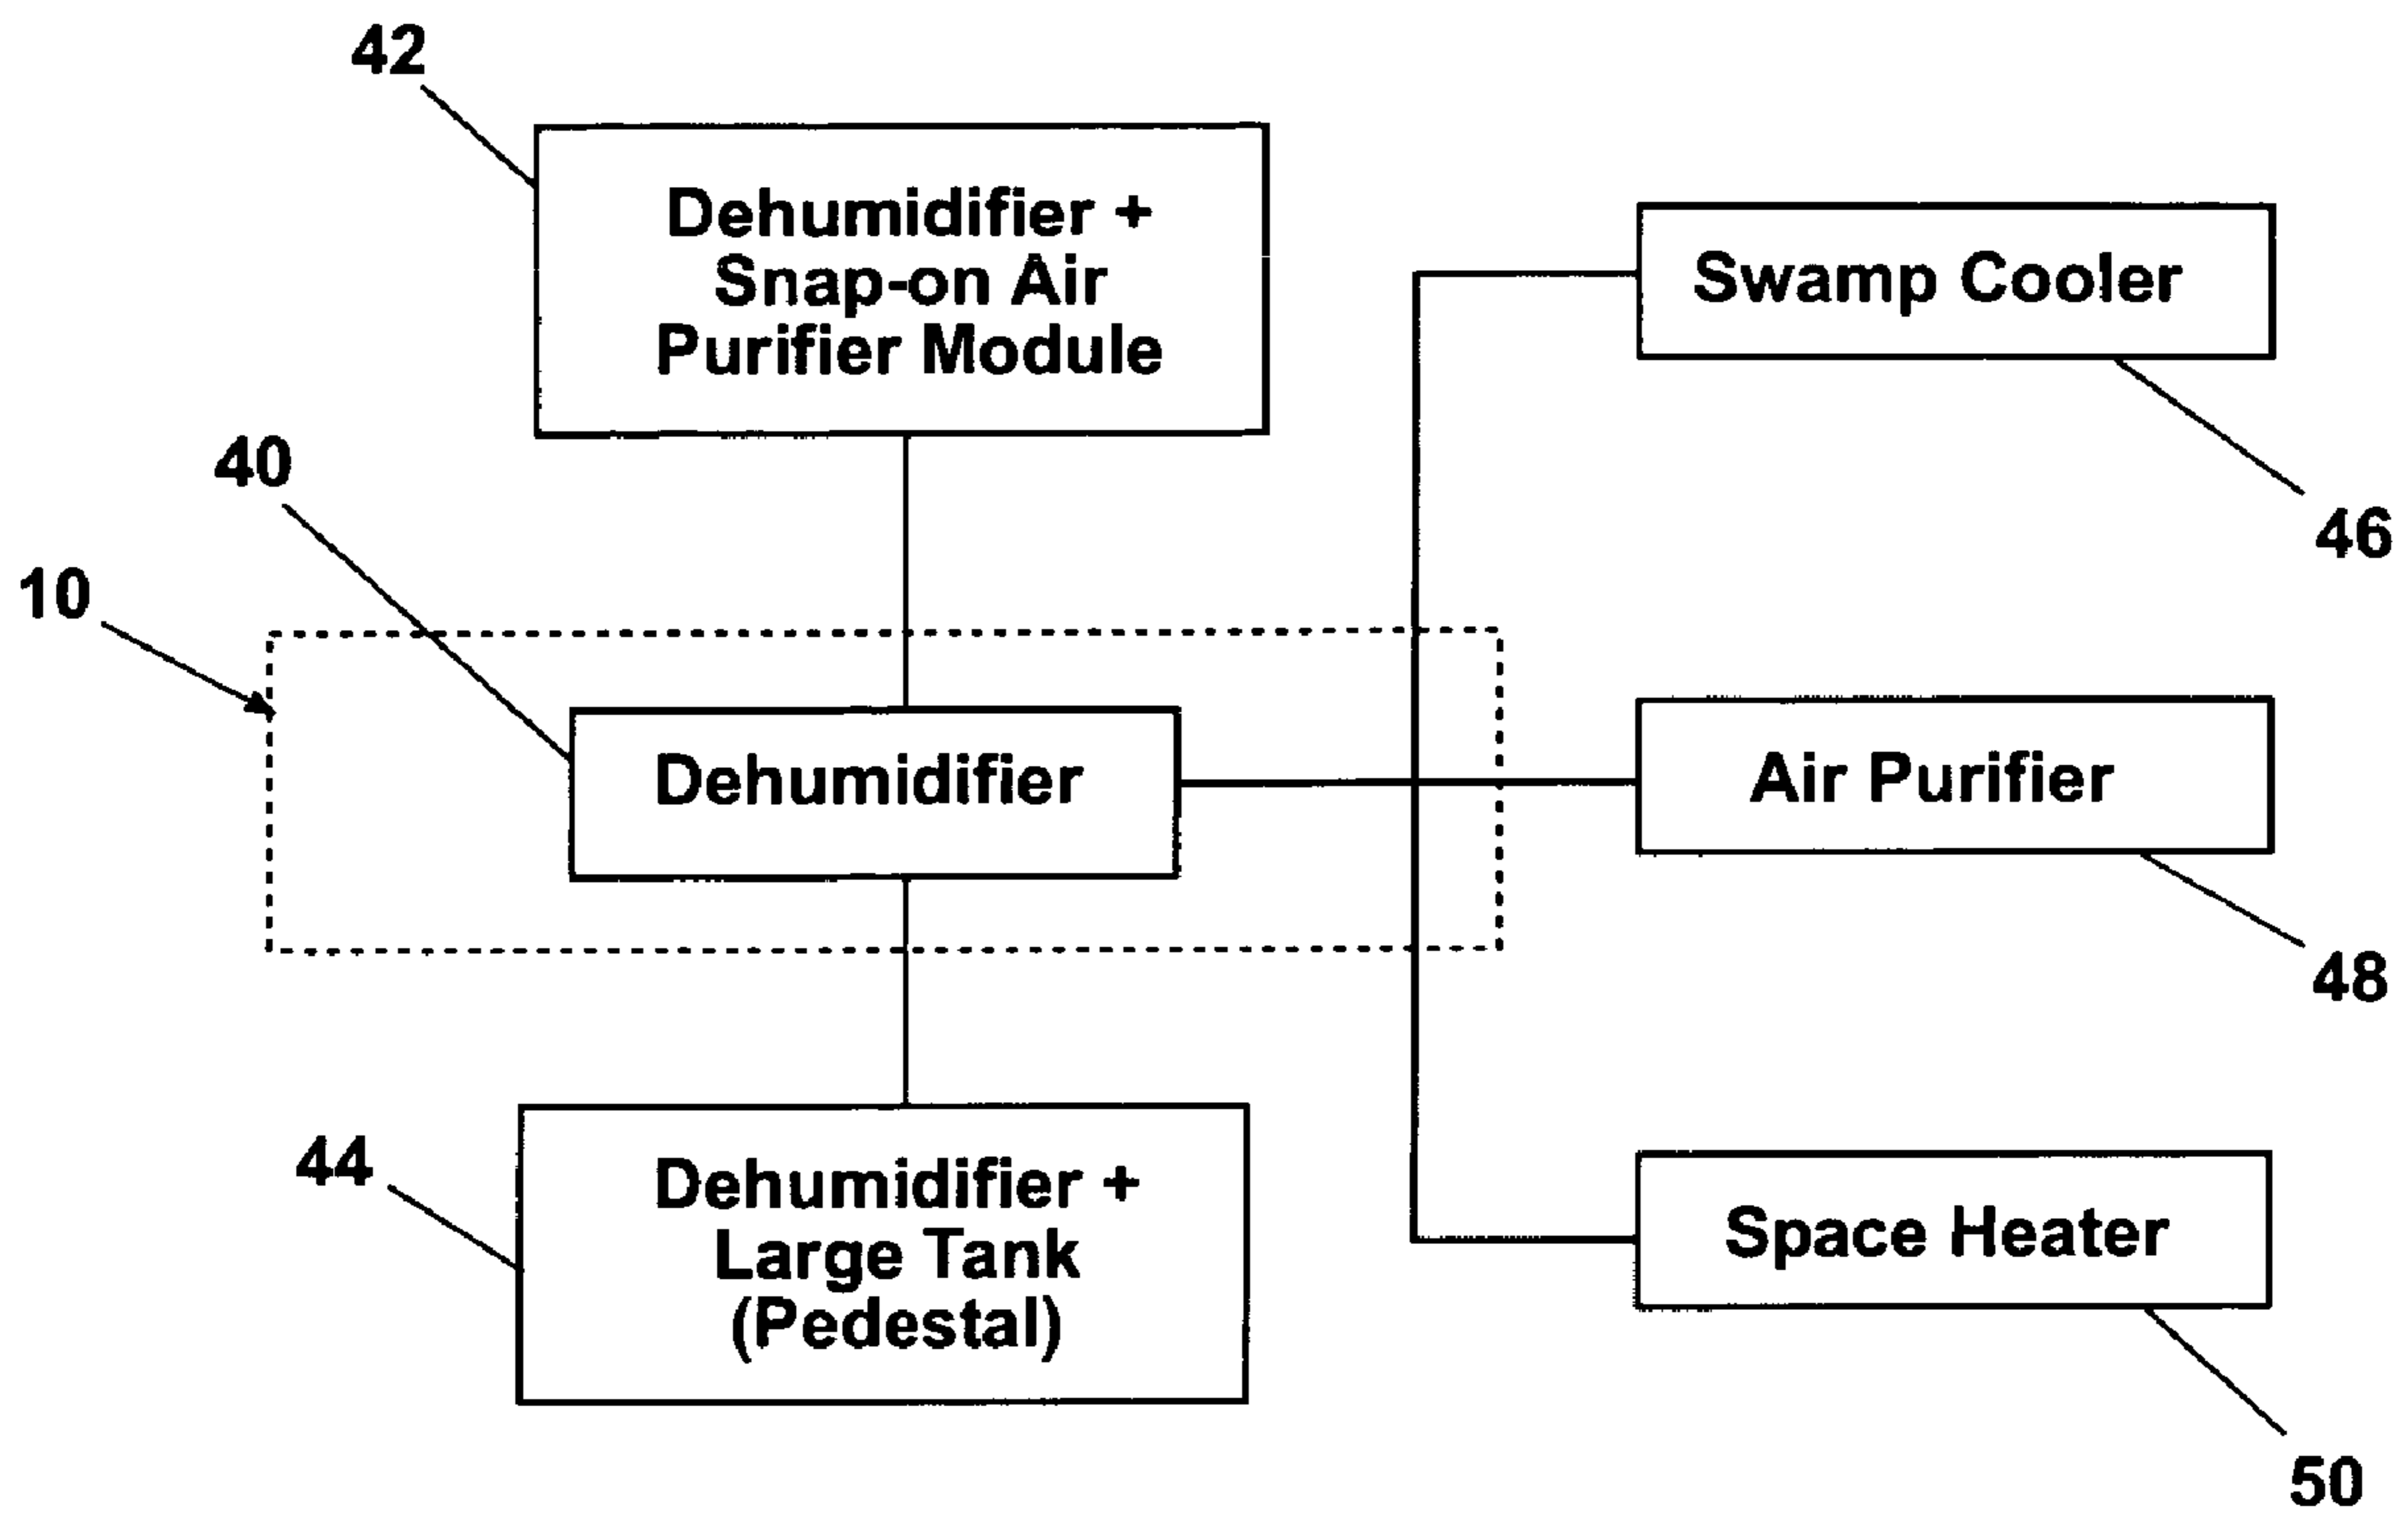 42
Dehumidifier +
Snap-on Air
Purifier Module
Swamp Cooler
46
40
10
Dehumidifier
Air Purifier
48
44
Dehumidifier +
Large Tank
(Pedestal)
Space Heater
50